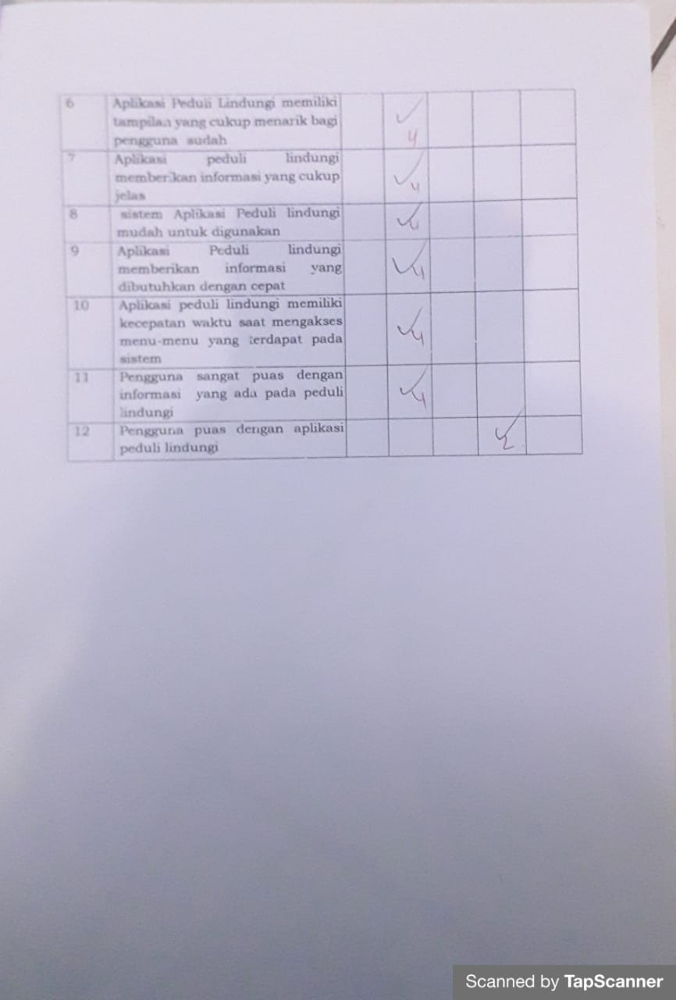 6 Aplikasi Peduli Lindungi memiliki
tampilan yang cukup menarik bagi
pengguna sudah
4
7 Aplikasi peduli lindungi
memberikan informasi yang cukup
jelas
4
8 sistem Aplikasi Peduli lindungi
mudah untuk digunakan
4
9 Aplikasi Peduli lindungi
memberikan informasi yang
dibutuhkan dengan cepat
4
10 Aplikasi peduli lindungi memiliki
kecepatan waktu saat mengakses
menu-menu yang terdapat pada
sistem
4
11 Pengguna sangat puas dengan
informasi yang ada pada peduli
lindungi
4
12 Pengguna puas dengan aplikasi
peduli lindungi
2
Scanned by TapScanner